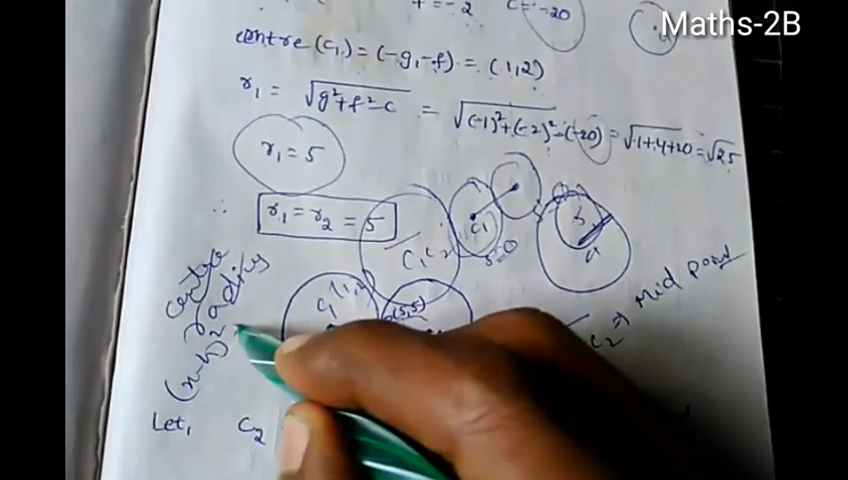 Maths-2B
f = -2 c = -20
centre (c₁) = (-g, -f) = (1,2)
r₁ = √g²+f²-c = √(-1)²+(-2)²-(-20) = √1+4+20 = √25
r₁ = 5
∴ r₁ = r₂ = 5
C₁C₂
C₁
centre
radius
C₁ (1,2)
(5,5)
C₂ ⇒ Mid point
(x-h)²
Let, C₂